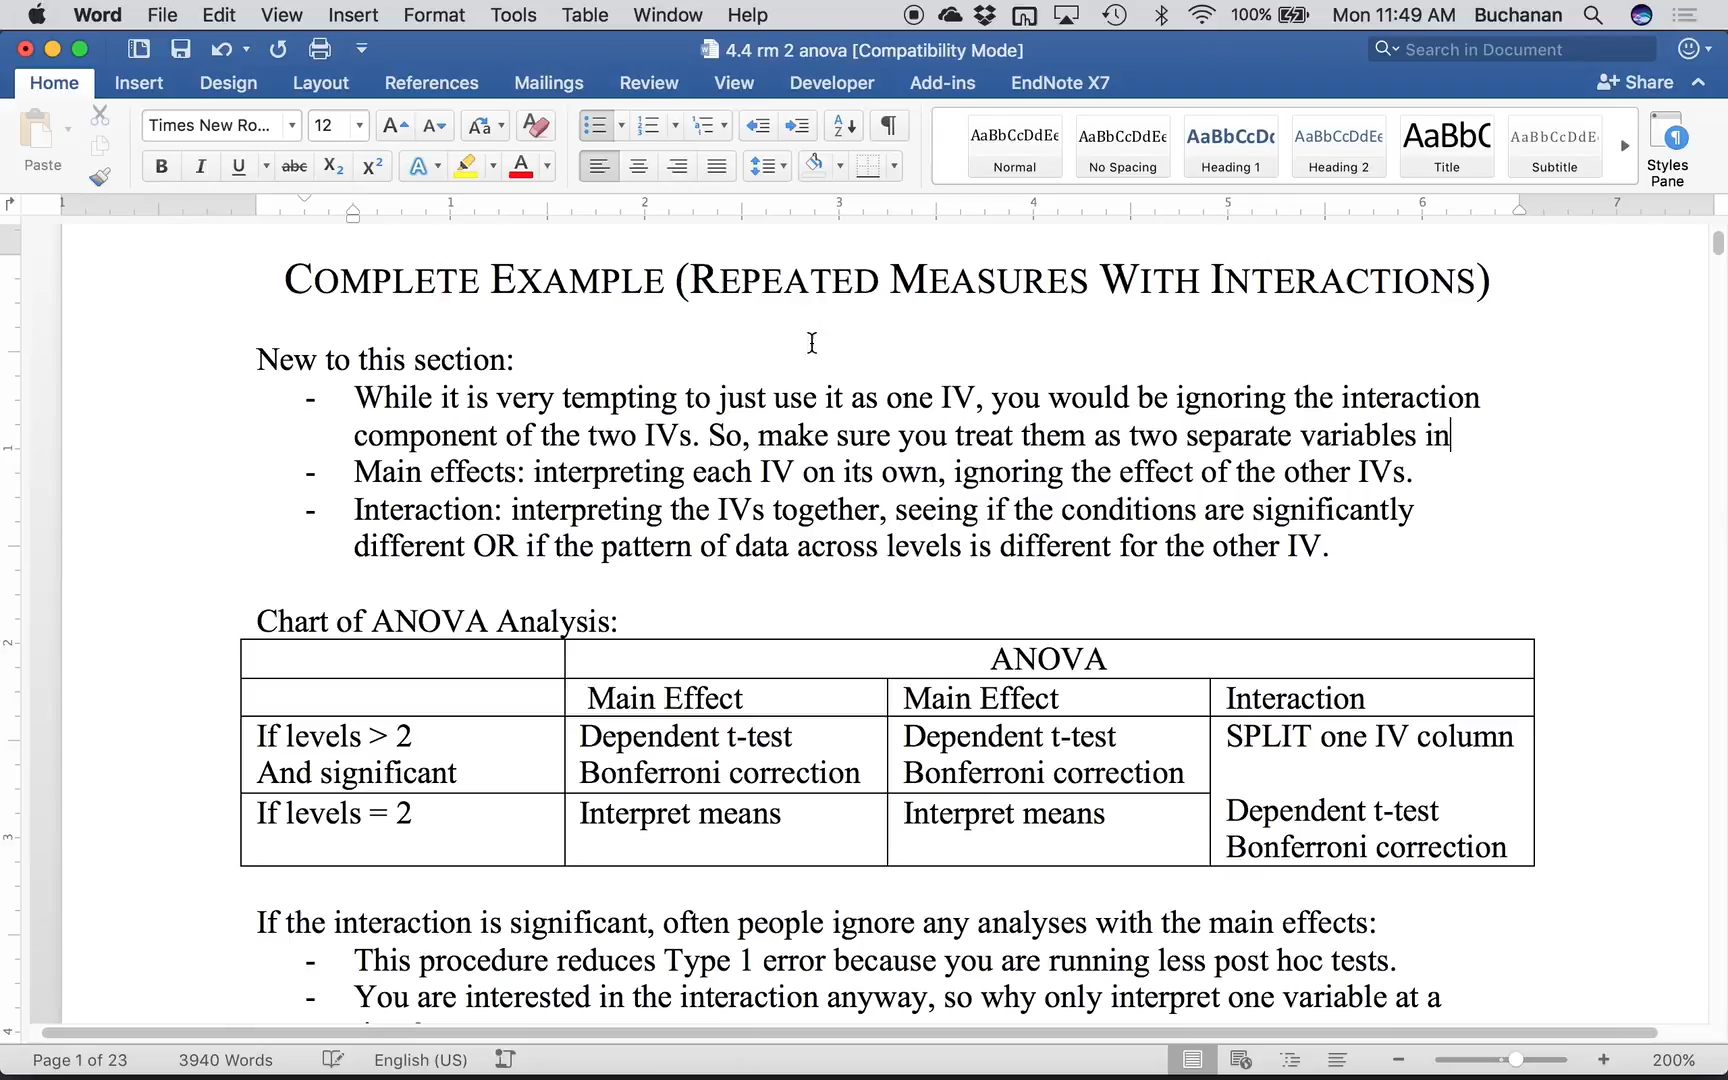 Word File Edit View Insert Format Tools Table Window Help 100% Mon 11:49 AM Buchanan
4.4 rm 2 anova [Compatibility Mode] Search in Document
Home Insert Design Layout References Mailings Review View Developer Add-ins EndNote X7 Share
Paste Times New Ro... 12
B I U abc X2 X2 A A
AaBbCcDdEe AaBbCcDdEe AaBbCcDc AaBbCcDdEe AaBbC AaBbCcDdE
Normal No Spacing Heading 1 Heading 2 Title Subtitle Styles Pane
1 1 2 3 4 5 6 7
COMPLETE EXAMPLE (REPEATED MEASURES WITH INTERACTIONS)
New to this section:
- While it is very tempting to just use it as one IV, you would be ignoring the interaction
component of the two IVs. So, make sure you treat them as two separate variables in
- Main effects: interpreting each IV on its own, ignoring the effect of the other IVs.
- Interaction: interpreting the IVs together, seeing if the conditions are significantly
different OR if the pattern of data across levels is different for the other IV.
Chart of ANOVA Analysis:
ANOVA
Main Effect Main Effect Interaction
If levels > 2 Dependent t-test Dependent t-test SPLIT one IV column
And significant Bonferroni correction Bonferroni correction
If levels = 2 Interpret means Interpret means Dependent t-test
Bonferroni correction
If the interaction is significant, often people ignore any analyses with the main effects:
- This procedure reduces Type 1 error because you are running less post hoc tests.
- You are interested in the interaction anyway, so why only interpret one variable at a
Page 1 of 23 3940 Words English (US) 200%